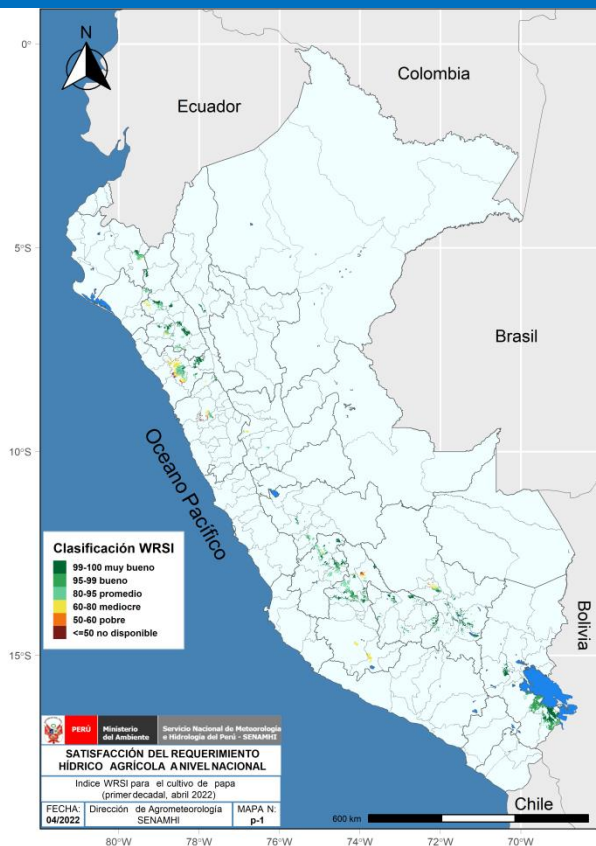 N
0°
Colombia
Ecuador
5°S
Brasil
10°S
Oceano Pacífico
Clasificación WRSI
99-100 muy bueno
95-99 bueno
80-95 promedio
60-80 mediocre
50-60 pobre
<=50 no disponible
Bolivia
15°S
PERÚ
Ministerio
del Ambiente
Servicio Nacional de Meteorología
e Hidrología del Perú - SENAMHI
SATISFACCIÓN DEL REQUERIMIENTO
HÍDRICO AGRÍCOLA A NIVEL NACIONAL
Indice WRSI para el cultivo de papa
(primer decadal, abril 2022)
FECHA:
04/2022
Dirección de Agrometeorología
SENAMHI
MAPA N:
p-1
Chile
600 km
80°W
78°W
76°W
74°W
72°W
70°W